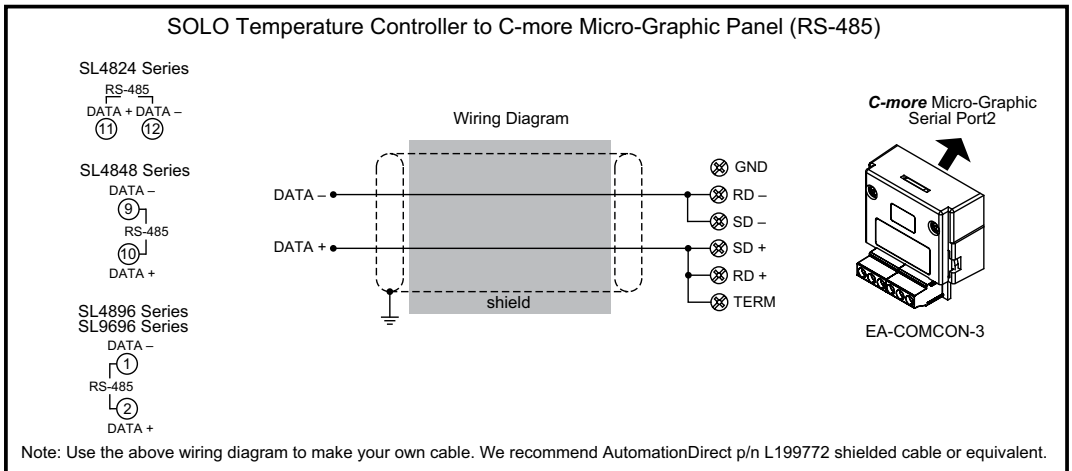 SOLO Temperature Controller to C-more Micro-Graphic Panel (RS-485)
SL4824 Series
RS-485
DATA + DATA –
11 12
SL4848 Series
DATA –
9
RS-485
10
DATA +
SL4896 Series
SL9696 Series
DATA –
1
RS-485
2
DATA +
Wiring Diagram
DATA –
DATA +
shield
GND
RD –
SD –
SD +
RD +
TERM
C-more Micro-Graphic
Serial Port2
EA-COMCON-3
Note: Use the above wiring diagram to make your own cable. We recommend AutomationDirect p/n L199772 shielded cable or equivalent.